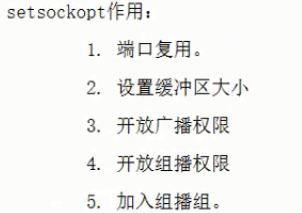 setsockopt作用：
1. 端口复用。
2. 设置缓冲区大小
3. 开放广播权限
4. 开放组播权限
5. 加入组播组。